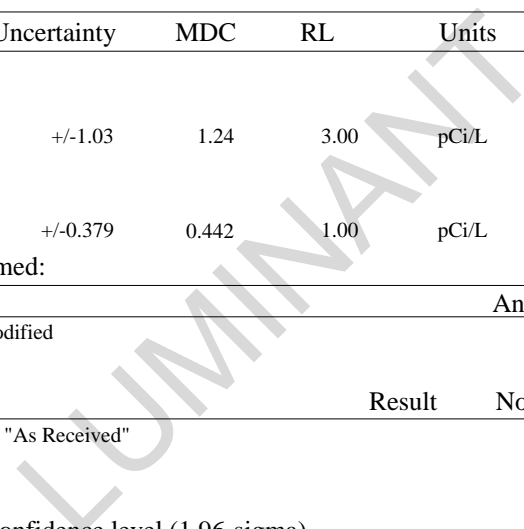 Uncertainty MDC RL Units
+/-1.03 1.24 3.00 pCi/L
+/-0.379 0.442 1.00 pCi/L
med:
An
odified
Result No
"As Received"
onfidence level (1.96-sigma)
LUMINANT